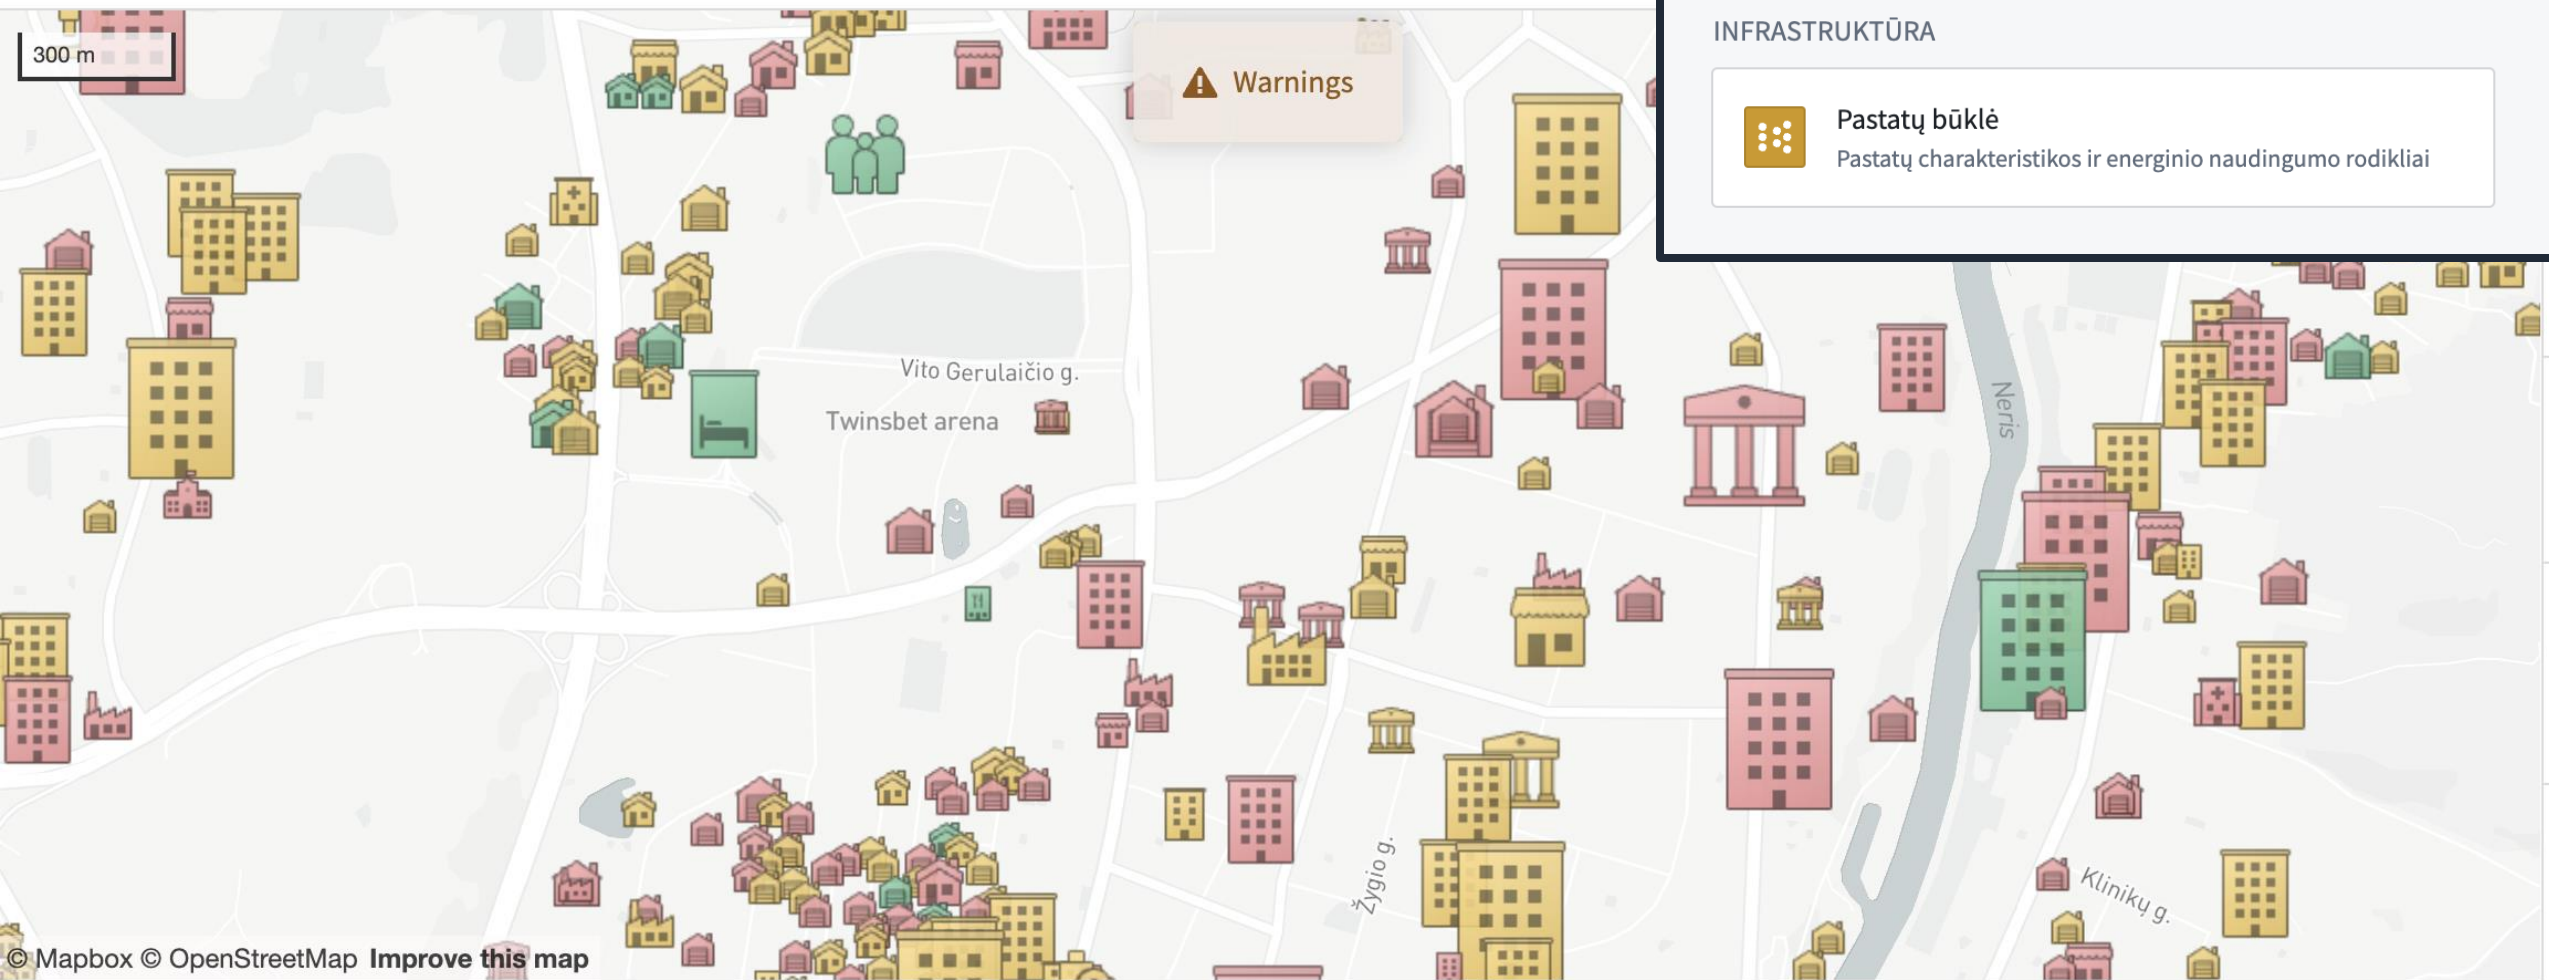 300 m
Warnings
INFRASTRUKTŪRA
Pastatų būklė
Pastatų charakteristikos ir energinio naudingumo rodikliai
Vito Gerulaičio g.
Twinsbet arena
Neris
Žygio g.
Klinikų g.
© Mapbox © OpenStreetMap Improve this map